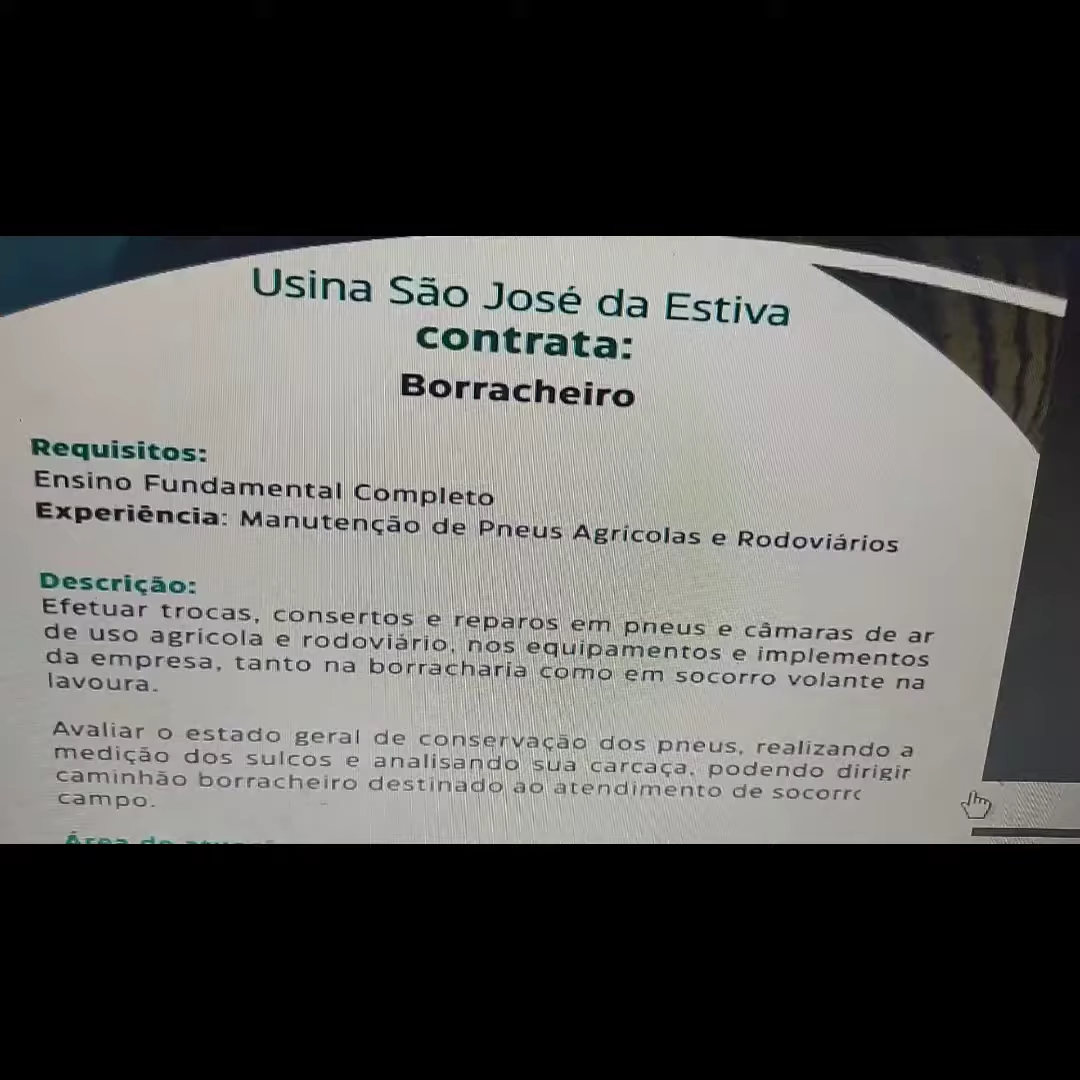 Usina São José da Estiva
contrata:
Borracheiro
Requisitos:
Ensino Fundamental Completo
Experiência: Manutenção de Pneus Agrícolas e Rodoviários
Descrição:
Efetuar trocas, consertos e reparos em pneus e câmaras de ar
de uso agrícola e rodoviário, nos equipamentos e implementos
da empresa, tanto na borracharia como em socorro volante na
lavoura.
Avaliar o estado geral de conservação dos pneus, realizando a
medição dos sulcos e analisando sua carcaça, podendo dirigir
caminhão borracheiro destinado ao atendimento de socorro
campo.
Área de